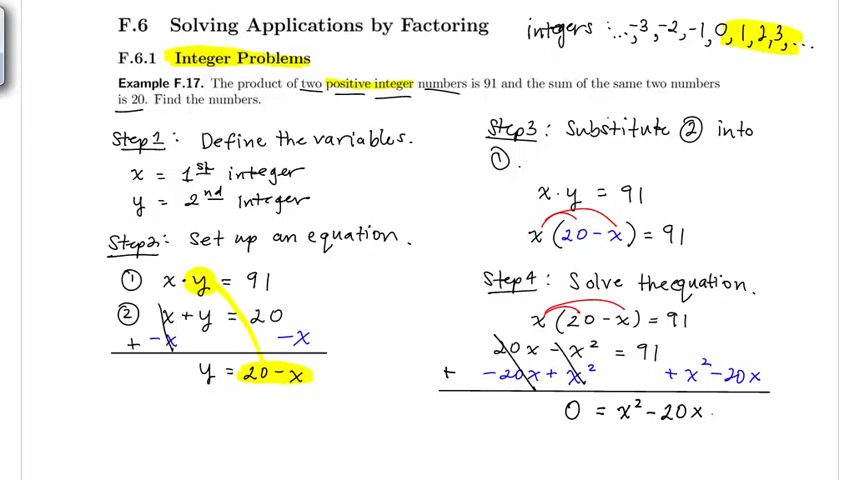 F.6 Solving Applications by Factoring
integers : ..., -3, -2, -1, 0, 1, 2, 3, ...
F.6.1 Integer Problems
Example F.17. The product of two positive integer numbers is 91 and the sum of the same two numbers
is 20. Find the numbers.
Step 1 : Define the variables.
x = 1st integer
y = 2nd integer
Step 2 : Set up an equation.
① x · y = 91
② x + y = 20
+ -x -x
y = 20 - x
Step 3 : Substitute ② into
①.
x · y = 91
x (20 - x) = 91
Step 4 : Solve the equation.
x (20 - x) = 91
20x - x² = 91
+ -20x + x² + x² - 20x
0 = x² - 20x